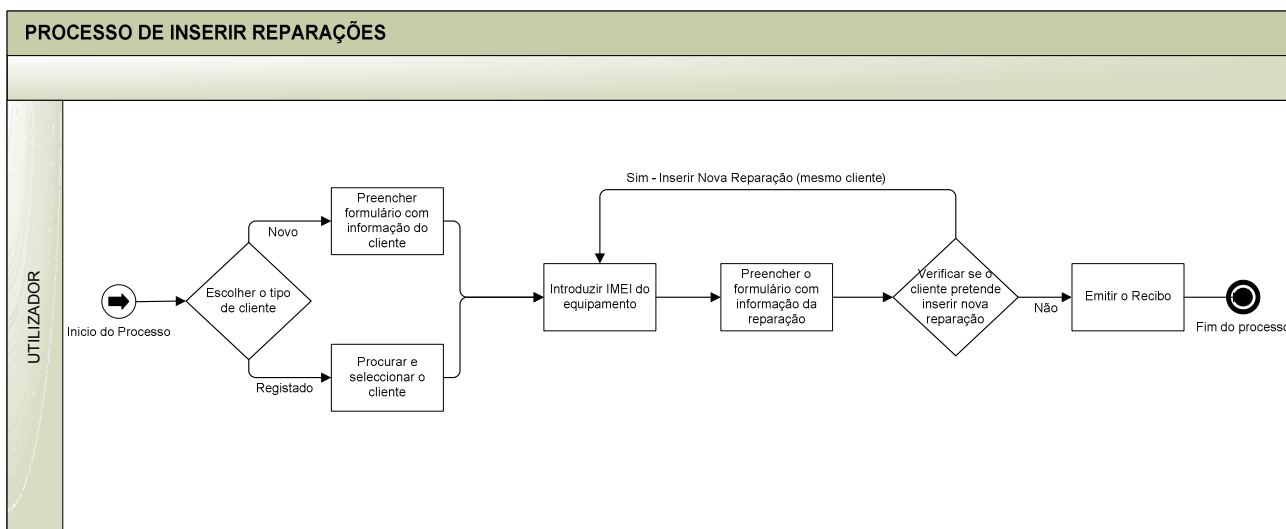 PROCESSO DE INSERIR REPARAÇÕES
UTILIZADOR
Inicio do Processo
Escolher o tipo
de cliente
Novo
Registado
Preencher
formulário com
informação do
cliente
Procurar e
seleccionar o
cliente
Introduzir IMEI do
equipamento
Preencher o
formulário com
informação da
reparação
Sim - Inserir Nova Reparação (mesmo cliente)
Verificar se o
cliente pretende
inserir nova
reparação
Não
Emitir o Recibo
Fim do processo